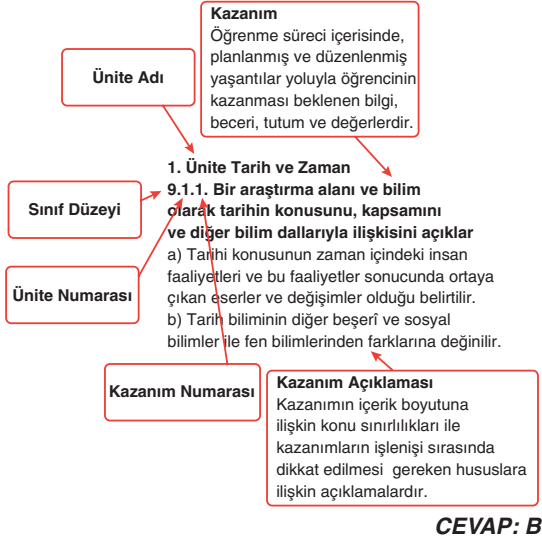 Kazanım
Öğrenme süreci içerisinde,
planlanmış ve düzenlenmiş
yaşantılar yoluyla öğrencinin
kazanması beklenen bilgi,
beceri, tutum ve değerlerdir.
Ünite Adı
1. Ünite Tarih ve Zaman
9.1.1. Bir araştırma alanı ve bilim
olarak tarihin konusunu, kapsamını
ve diğer bilim dallarıyla ilişkisini açıklar
a) Tarihi konusunun zaman içindeki insan
faaliyetleri ve bu faaliyetler sonucunda ortaya
çıkan eserler ve değişimler olduğu belirtilir.
b) Tarih biliminin diğer beşerî ve sosyal
bilimler ile fen bilimlerinden farklarına değinilir.
Sınıf Düzeyi
Ünite Numarası
Kazanım Numarası
Kazanım Açıklaması
Kazanımın içerik boyutuna
ilişkin konu sınırlılıkları ile
kazanımların işlenişi sırasında
dikkat edilmesi gereken hususlara
ilişkin açıklamalardır.
CEVAP: B